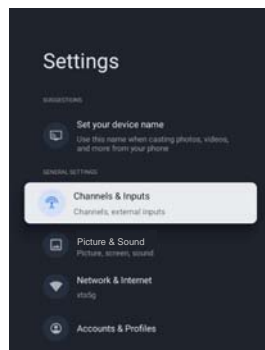 Settings
SUGGESTIONS
Set your device name
Use this name when casting photos, videos,
and more from your phone
GENERAL SETTINGS
Channels & Inputs
Channels, external inputs
Picture & Sound
Picture, screen, sound
Network & Internet
Accounts & Profiles